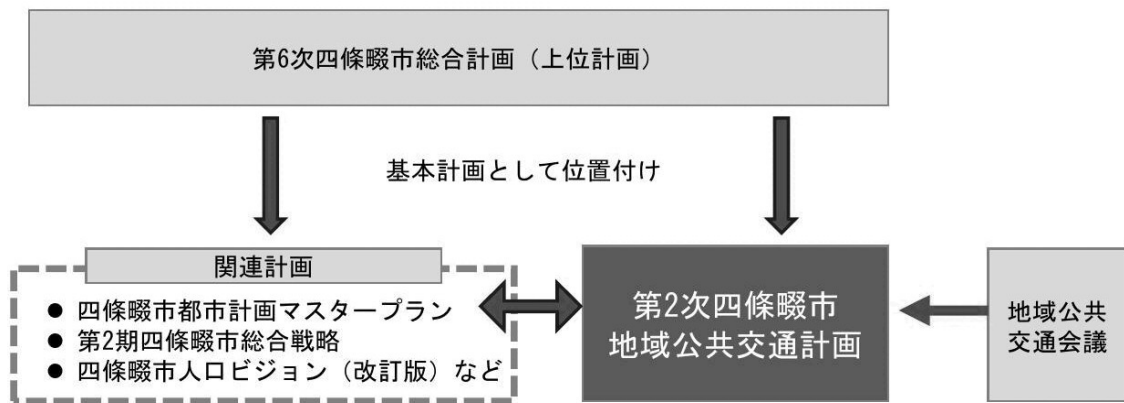 第6次四條畷市総合計画（上位計画）
基本計画として位置付け
関連計画
● 四條畷市都市計画マスタープラン
● 第2期四條畷市総合戦略
● 四條畷市人口ビジョン（改訂版）など
第2次四條畷市
地域公共交通計画
地域公共
交通会議